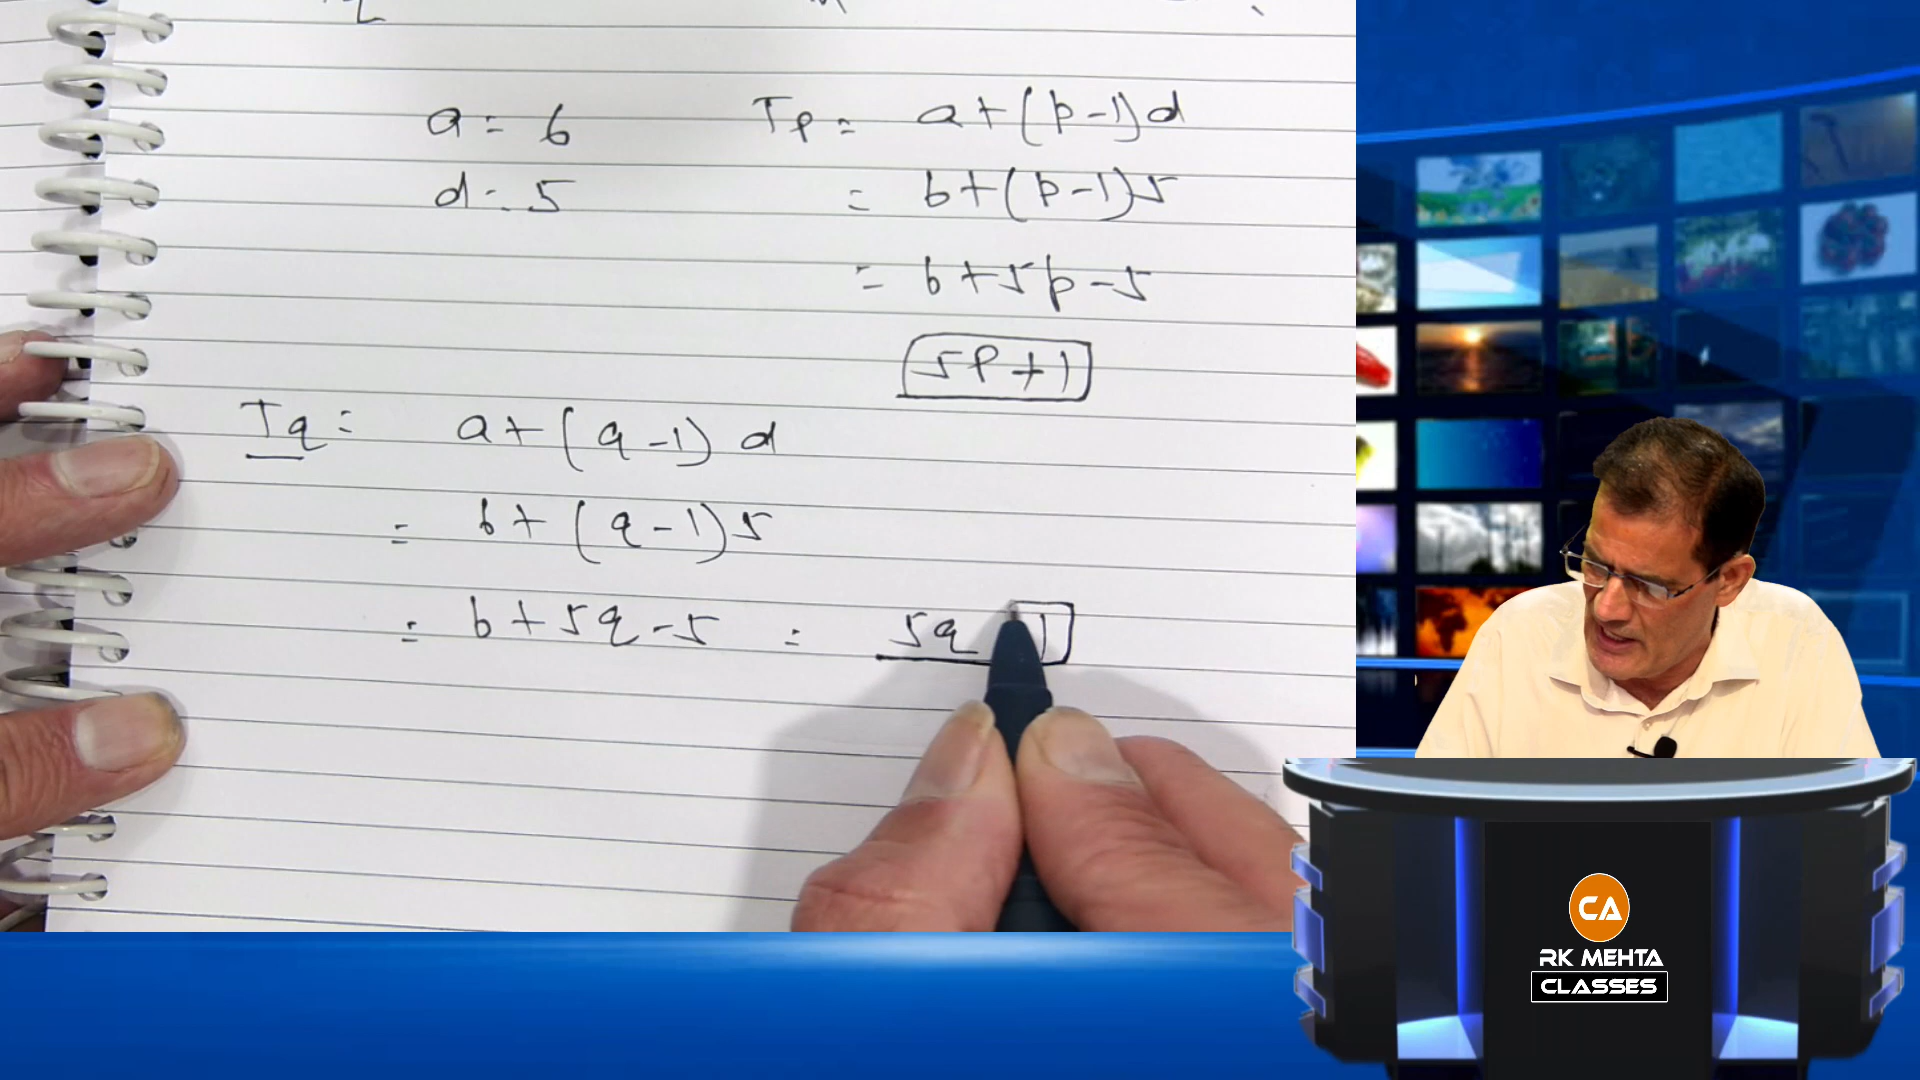 a = 6
Tp = a+(p-1)d
d = 5
= 6+(p-1)5
= 6+5p-5
5p+1
Tq = a+(q-1)d
= 6+(q-1)5
= 6+5q-5 = 5q 1
CA
RK MEHTA
CLASSES